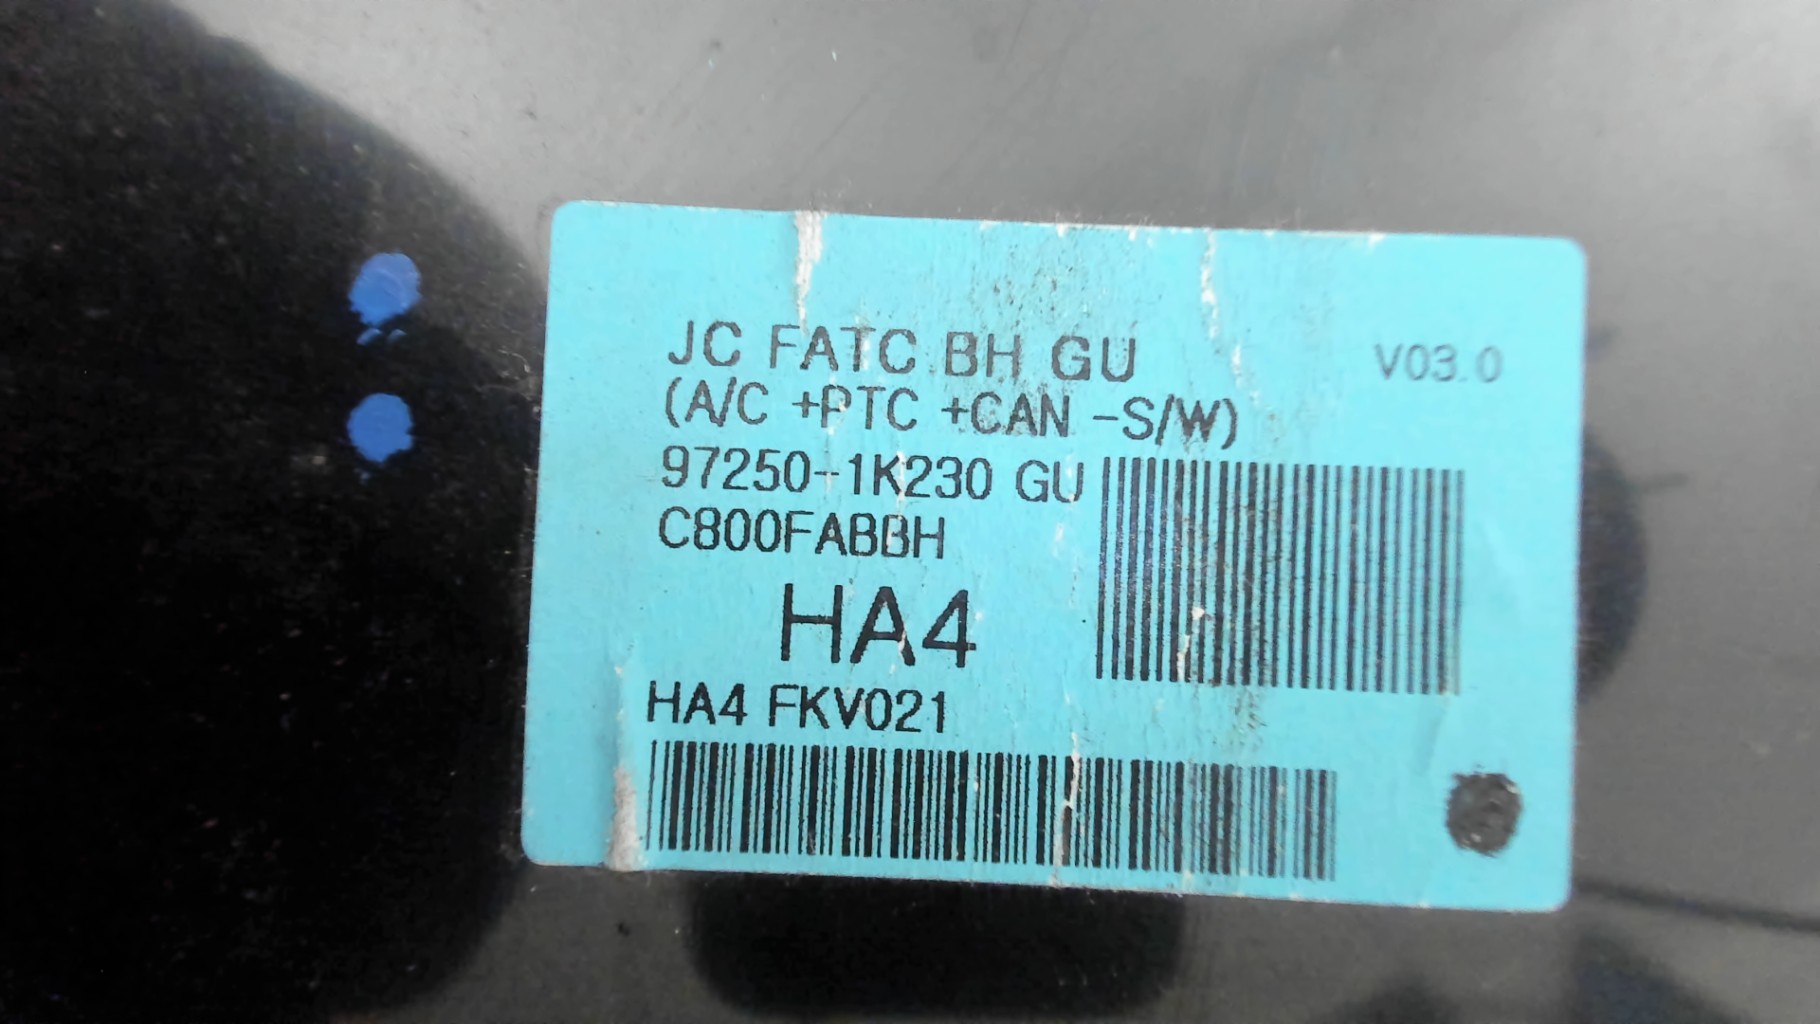 JC FATC BH GU V03.0
(A/C +PTC +CAN -S/W)
97250-1K230 GU
C800FABBH
HA4
HA4 FKV021